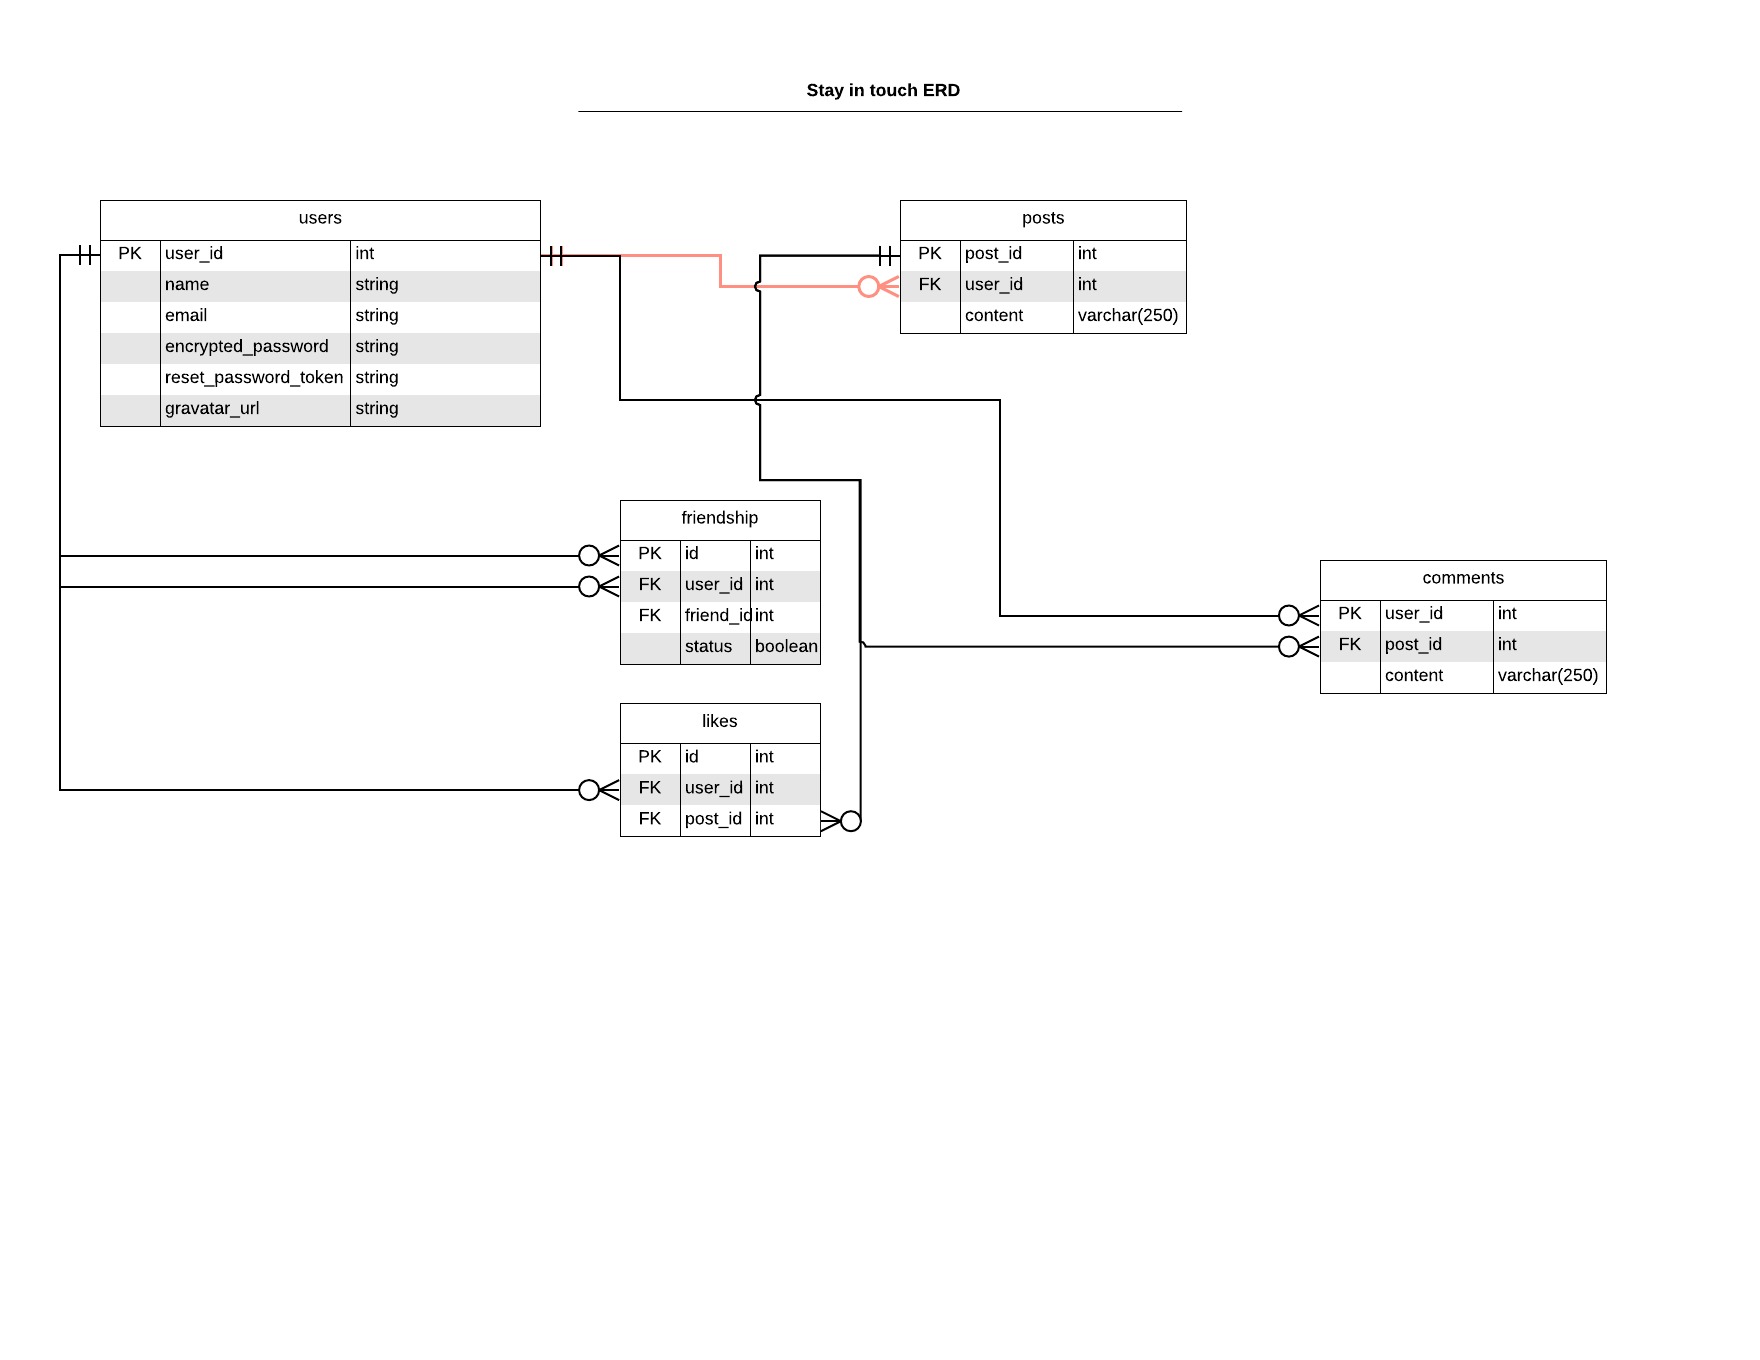 Stay in touch ERD
users
PK user_id int
name string
email string
encrypted_password string
reset_password_token string
gravatar_url string
posts
PK post_id int
FK user_id int
content varchar(250)
friendship
PK id int
FK user_id int
FK friend_id int
status boolean
comments
PK user_id int
FK post_id int
content varchar(250)
likes
PK id int
FK user_id int
FK post_id int